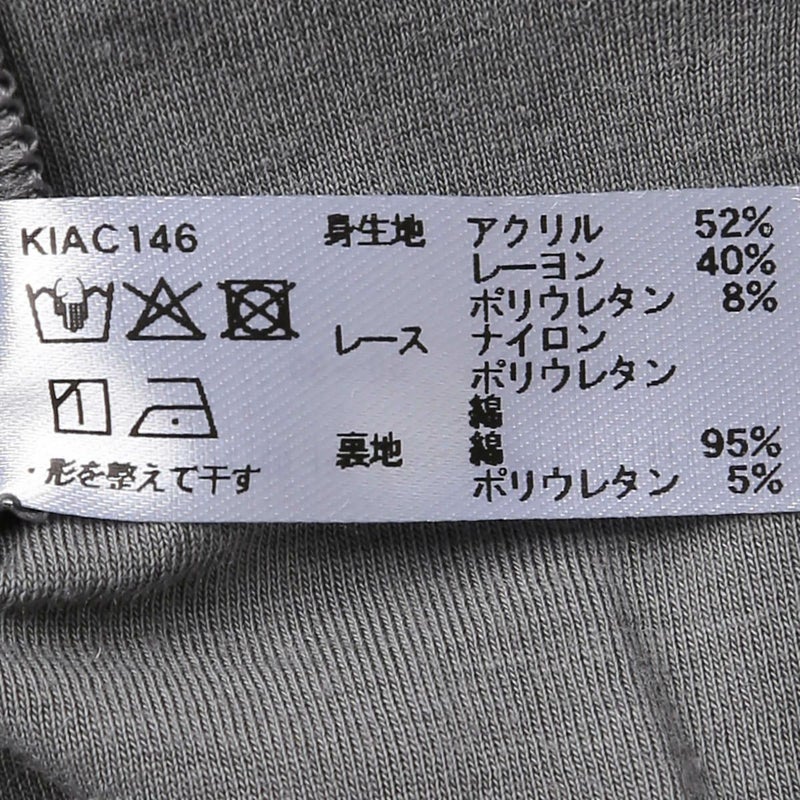 KIAC146
身生地 アクリル 52%
レーヨン 40%
ポリウレタン 8%
レース ナイロン
ポリウレタン
綿
裏地 綿 95%
ポリウレタン 5%
・形を整えて干す